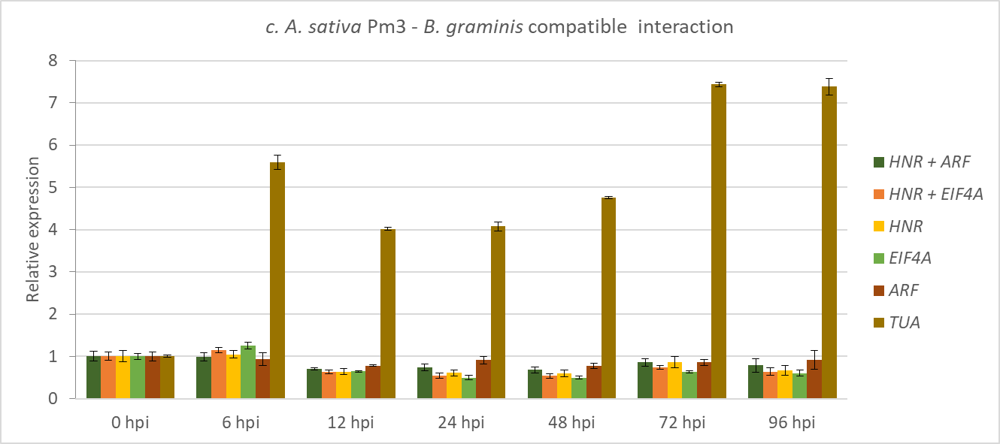 c. A. sativa Pm3 - B. graminis compatible interaction
Relative expression
8
7
6
5
4
3
2
1
0
0 hpi 6 hpi 12 hpi 24 hpi 48 hpi 72 hpi 96 hpi
HNR + ARF
HNR + EIF4A
HNR
EIF4A
ARF
TUA